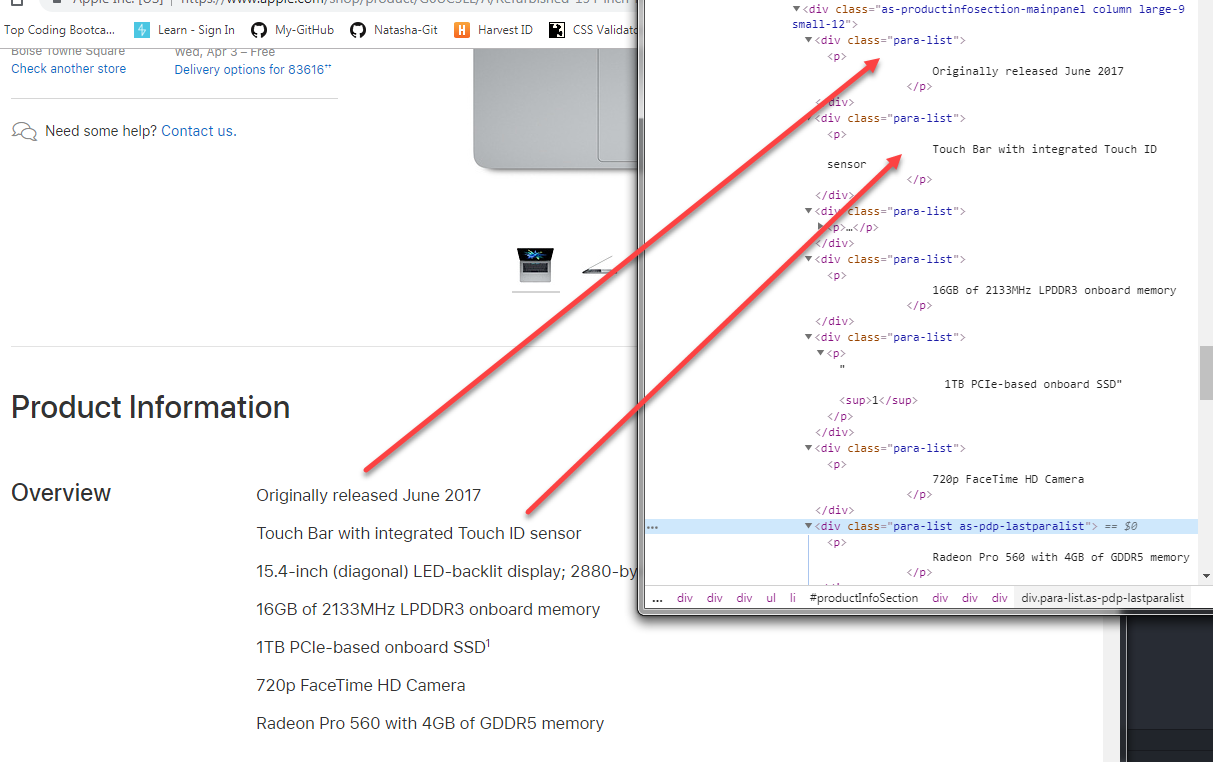 Apple Inc. [US] | https://www.apple.com/shop/product/
Top Coding Bootca...
Learn - Sign In
My-GitHub
Natasha-Git
Harvest ID
CSS Validato
Boise Towne Square
Check another store
Wed, Apr 3 – Free
Delivery options for 83616**
Need some help? Contact us.
Product Information
Overview
Originally released June 2017
Touch Bar with integrated Touch ID sensor
15.4-inch (diagonal) LED-backlit display; 2880-by
16GB of 2133MHz LPDDR3 onboard memory
1TB PCIe-based onboard SSD1
720p FaceTime HD Camera
Radeon Pro 560 with 4GB of GDDR5 memory
<div class="as-productinfosection-mainpanel column large-9
small-12">
<div class="para-list">
<p>
Originally released June 2017
</p>
</div>
<div class="para-list">
<p>
Touch Bar with integrated Touch ID
sensor
</p>
</div>
<div class="para-list">
<p>…</p>
</div>
<div class="para-list">
<p>
16GB of 2133MHz LPDDR3 onboard memory
</p>
</div>
<div class="para-list">
<p>
"
1TB PCIe-based onboard SSD"
<sup>1</sup>
</p>
</div>
<div class="para-list">
<p>
720p FaceTime HD Camera
</p>
</div>
... <div class="para-list as-pdp-lastparalist"> == $0
<p>
Radeon Pro 560 with 4GB of GDDR5 memory
</p>
... div div div ul li #productInfoSection div div div div.para-list.as-pdp-lastparalist